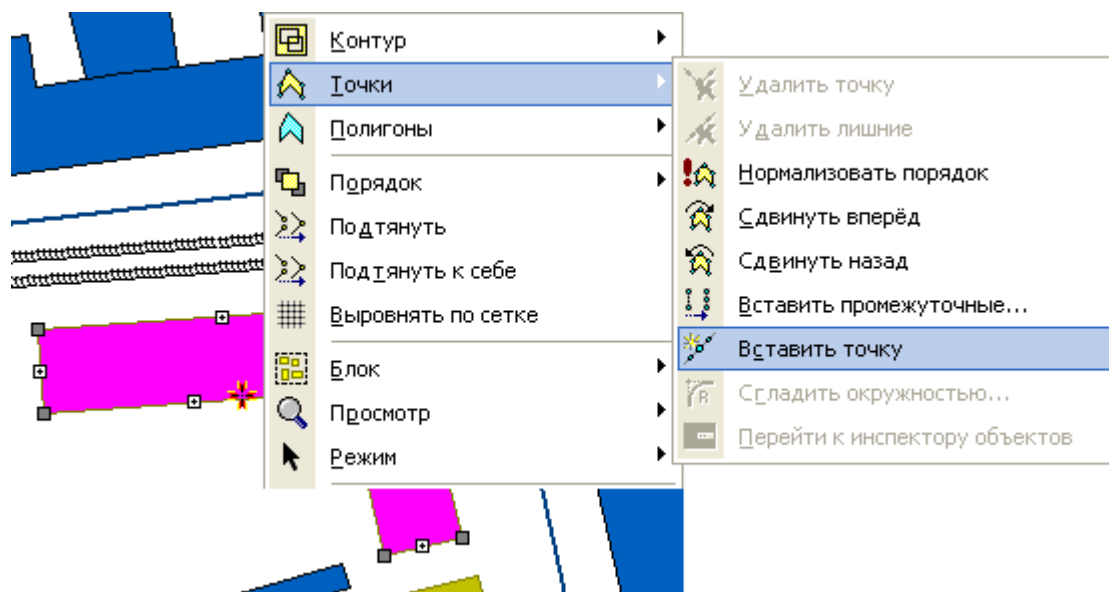 Контур
Точки
Полигоны
Порядок
Подтянуть
Подтянуть к себе
Выровнять по сетке
Блок
Просмотр
Режим
Удалить точку
Удалить лишние
Нормализовать порядок
Сдвинуть вперёд
Сдвинуть назад
Вставить промежуточные...
Вставить точку
Сгладить окружностью...
Перейти к инспектору объектов